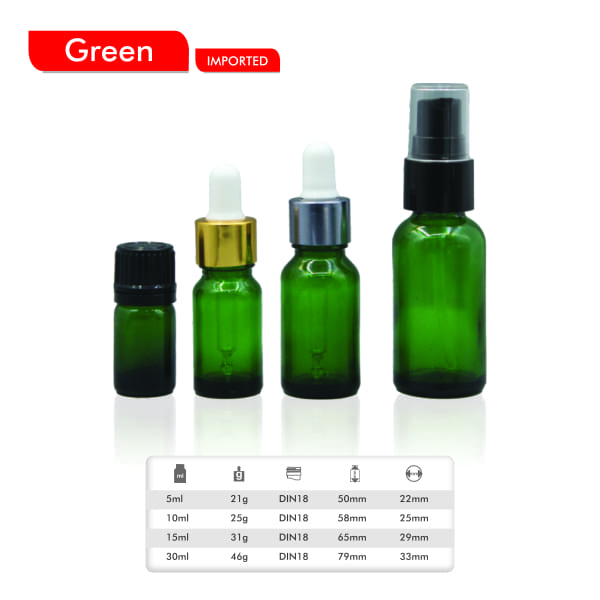 Green
IMPORTED
ml g
5ml 21g DIN18 50mm 22mm
10ml 25g DIN18 58mm 25mm
15ml 31g DIN18 65mm 29mm
30ml 46g DIN18 79mm 33mm